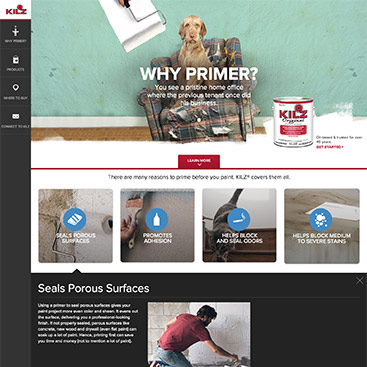 KILZ
WHY PRIMER?
PRODUCTS
WHERE TO BUY
CONNECT TO KILZ
WHY PRIMER?
You see a pristine home office
where the previous tenant once did
his business.
KILZ
Original
Oil-based & trusted for over
40 years.
GET STARTED >
LEARN MORE
There are many reasons to prime before you paint. KILZ® covers them all.
SEALS POROUS
SURFACES
PROMOTES
ADHESION
HELPS BLOCK
AND SEAL ODORS
HELPS BLOCK MEDIUM
TO SEVERE STAINS
Seals Porous Surfaces
Using a primer to seal porous surfaces gives your
paint project more even color and sheen. It evens out
the surface, delivering you a professional-looking
finish. If not properly sealed, porous surfaces like
concrete, new wood and drywall (even flat paint) can
soak up a lot of paint. Hence, priming first can save
you time and money (not to mention a lot of paint).